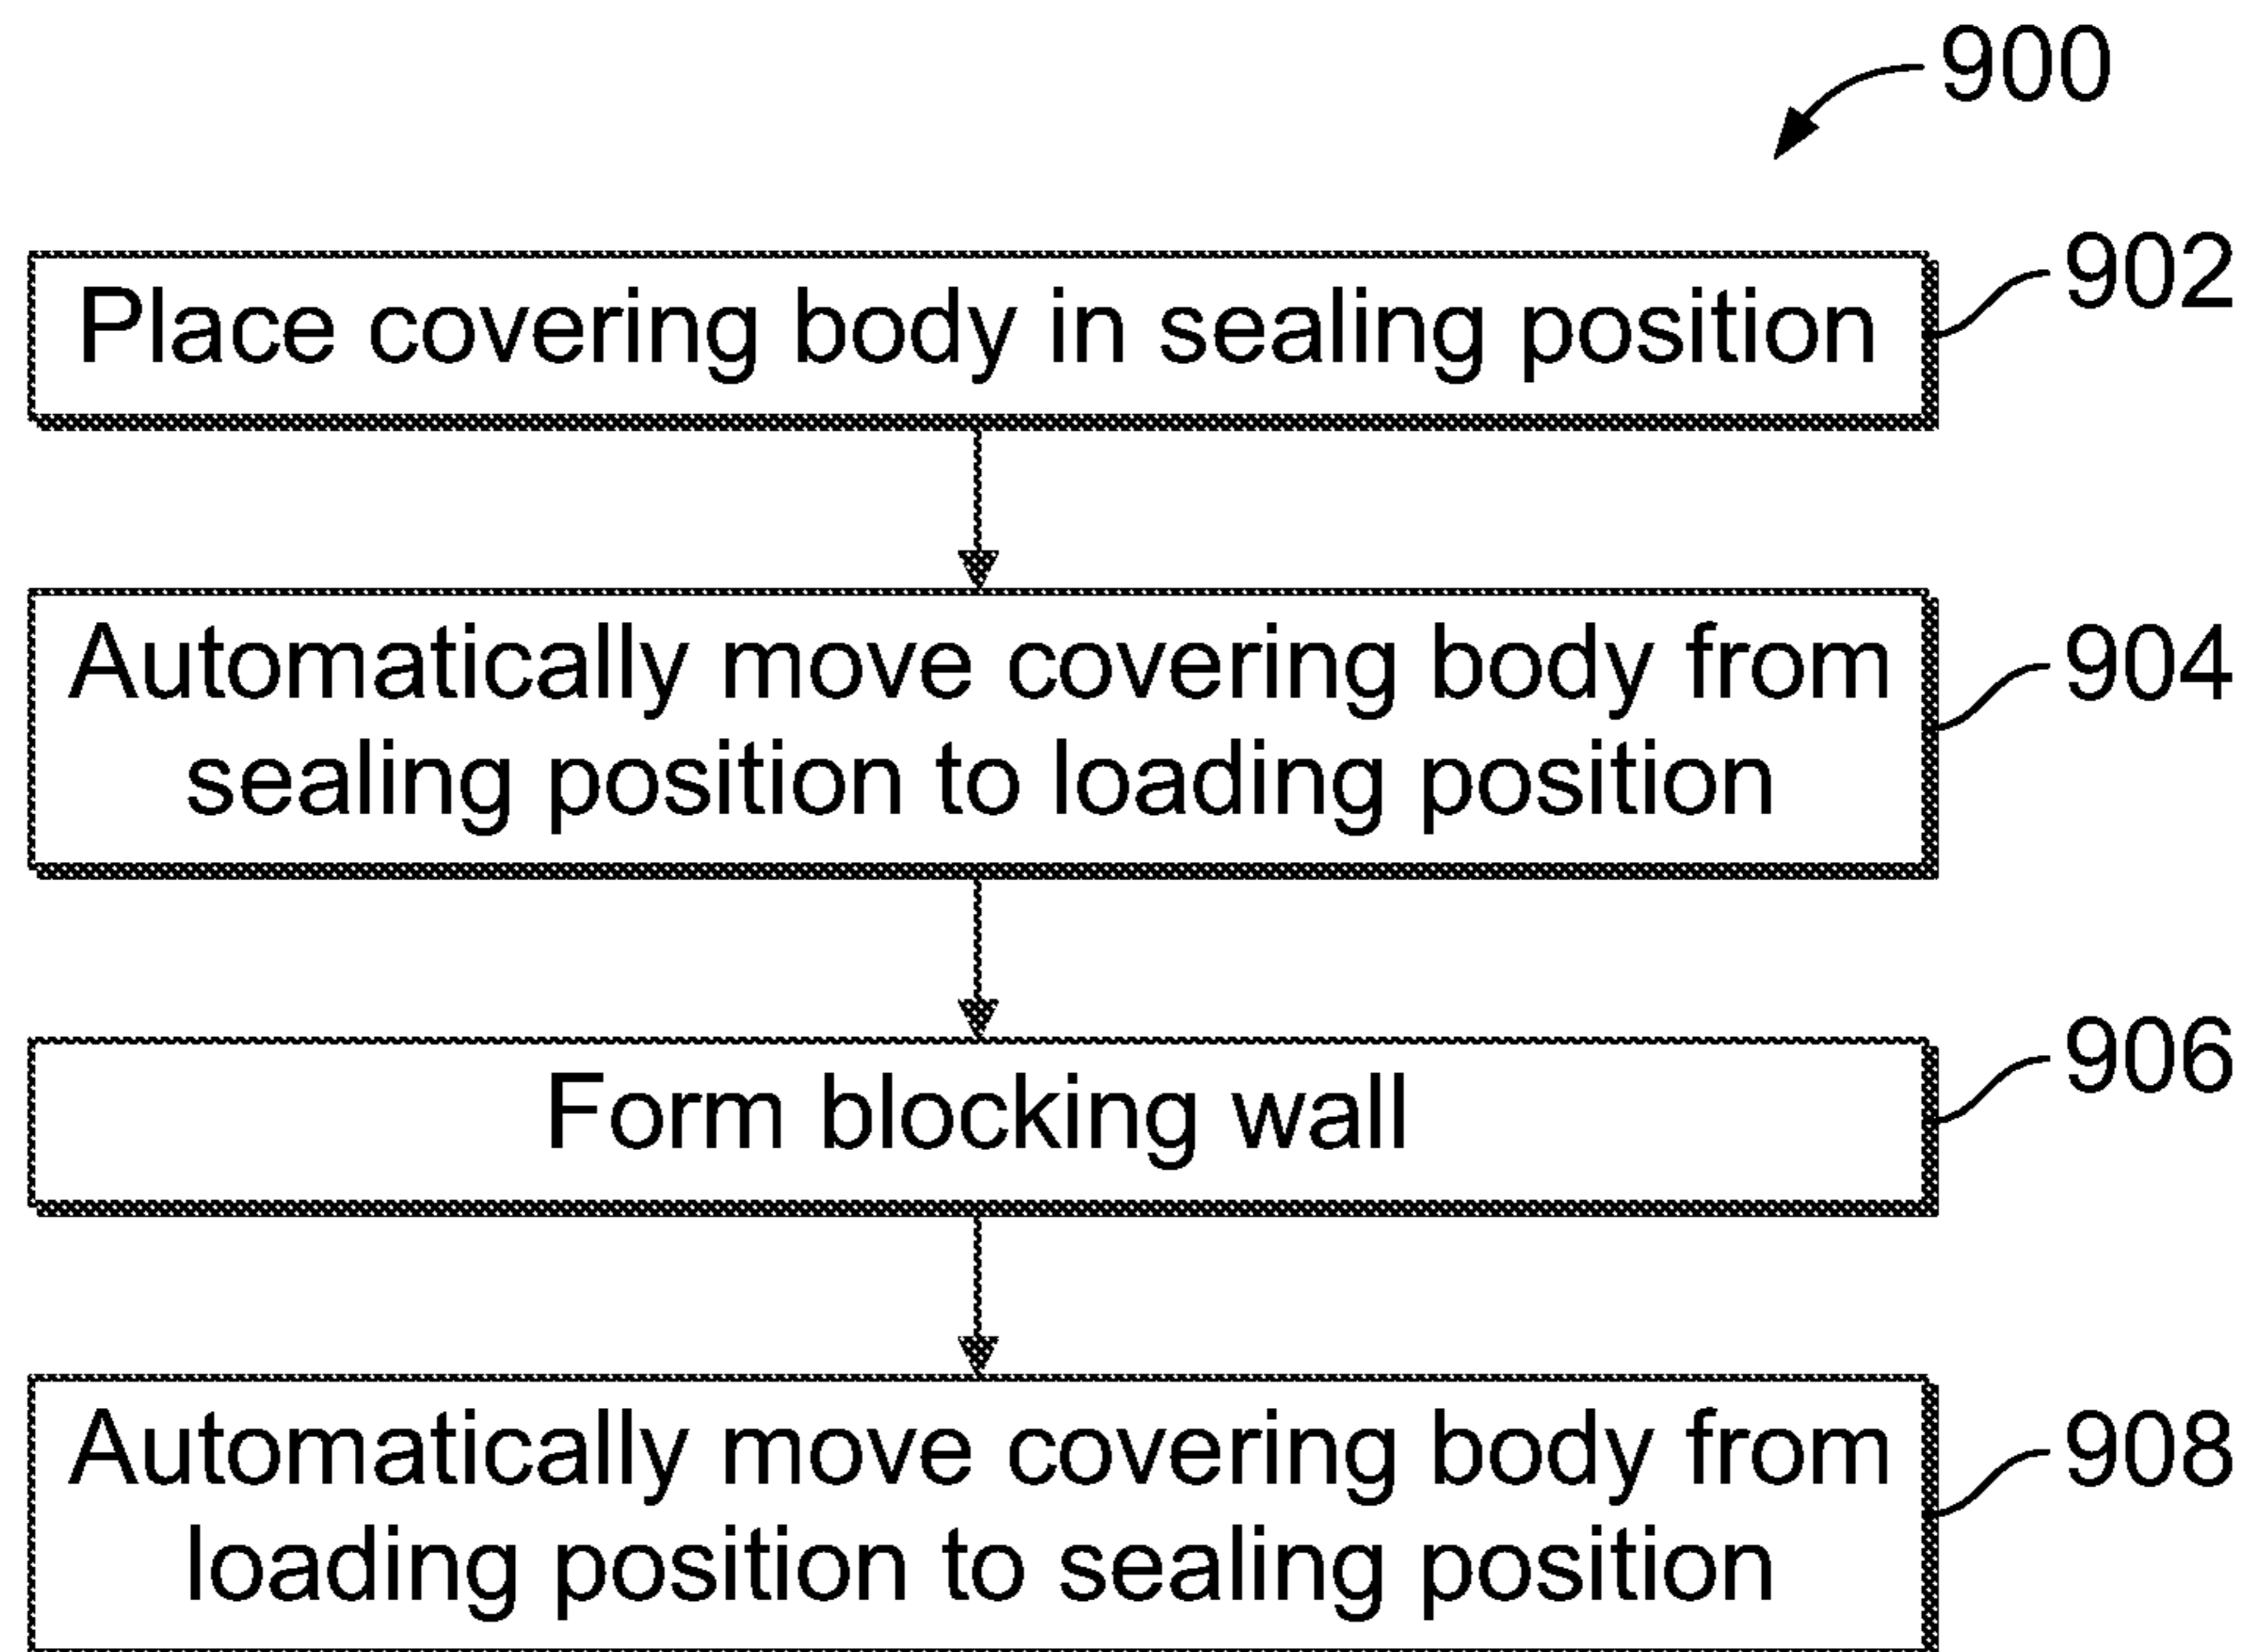 900
Place covering body in sealing position
902
Automatically move covering body from
sealing position to loading position
904
Form blocking wall
906
Automatically move covering body from
loading position to sealing position
908